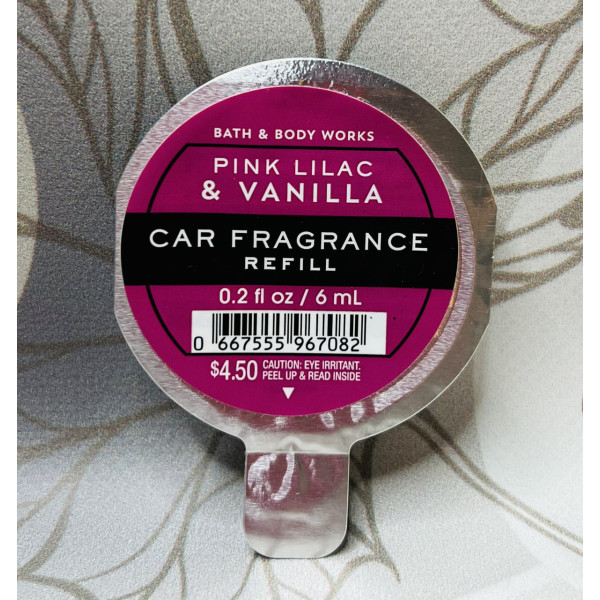 BATH & BODY WORKS
PINK LILAC
& VANILLA
CAR FRAGRANCE
REFILL
0.2 fl oz / 6 mL
0 667555 967082
$4.50 CAUTION: EYE IRRITANT.
PEEL UP & READ INSIDE